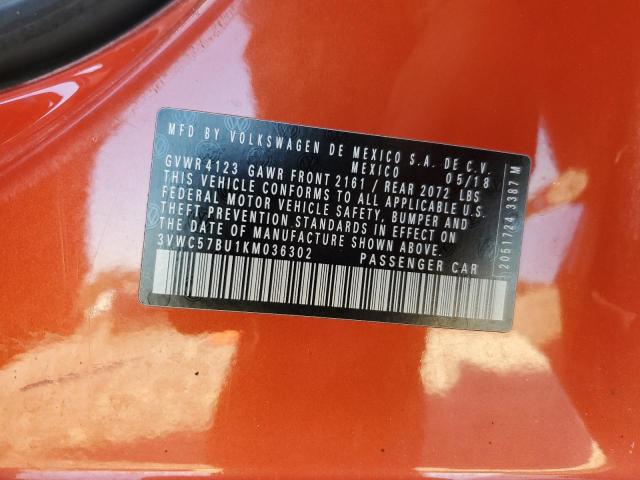 MFD BY VOLKSWAGEN DE MEXICO S.A. DE C.V.
MEXICO 05/18
GVWR 4123 GAWR FRONT 2161 / REAR 2072 LBS
THIS VEHICLE CONFORMS TO ALL APPLICABLE U.S.
FEDERAL MOTOR VEHICLE SAFETY, BUMPER AND
THEFT PREVENTION STANDARDS IN EFFECT ON
THE DATE OF MANUFACTURE SHOWN ABOVE.
3VWC57BU1KM036302 PASSENGER CAR
2051724 3387 M